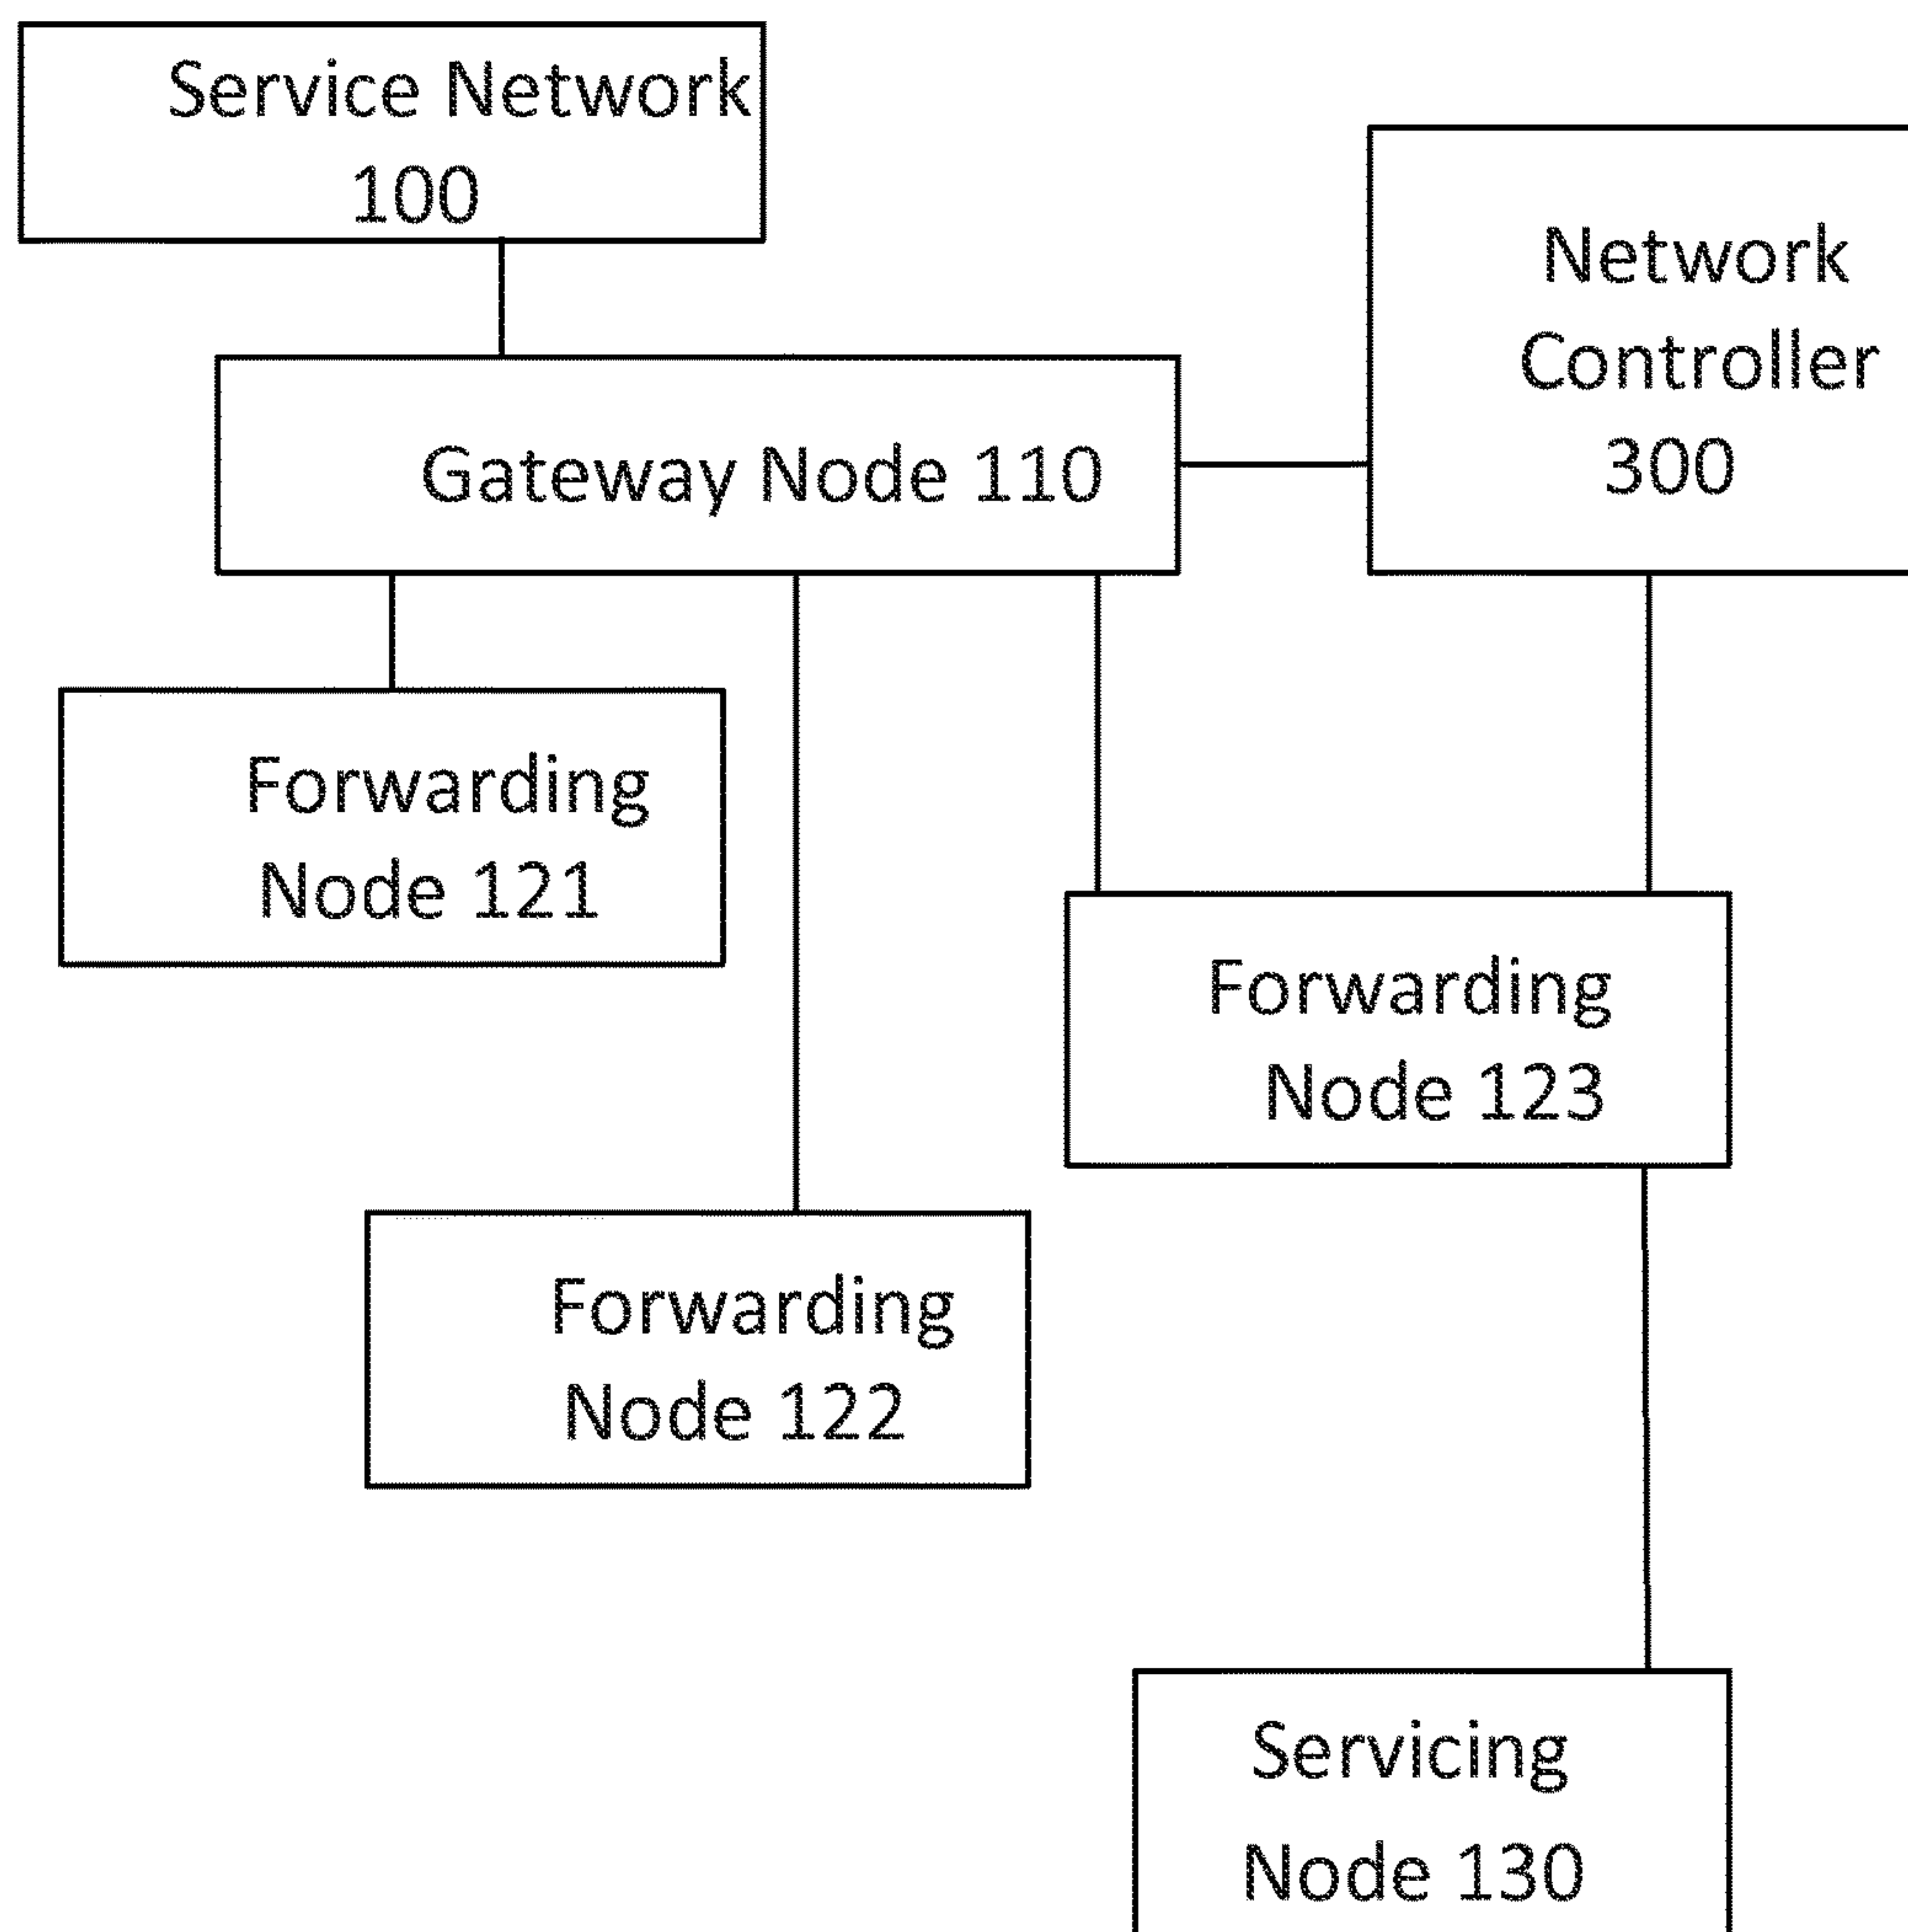 Service Network
100
Network
Controller
300
Gateway Node 110
Forwarding
Node 121
Forwarding
Node 123
Forwarding
Node 122
Servicing
Node 130